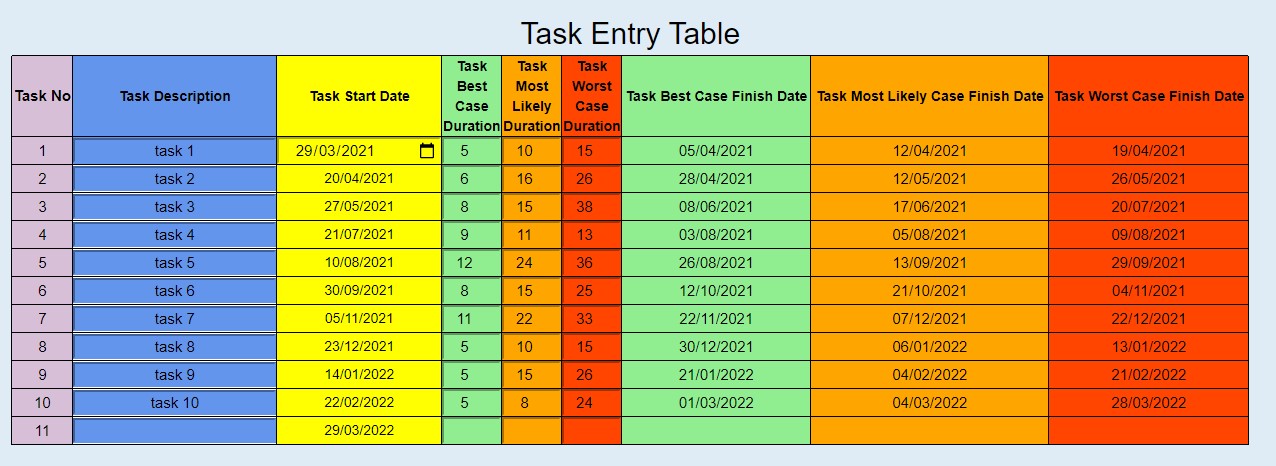 Task Entry Table
Task No Task Description Task Start Date Task Best Case Duration Task Most Likely Duration Task Worst Case Duration Task Best Case Finish Date Task Most Likely Case Finish Date Task Worst Case Finish Date
1 task 1 29/03/2021 5 10 15 05/04/2021 12/04/2021 19/04/2021
2 task 2 20/04/2021 6 16 26 28/04/2021 12/05/2021 26/05/2021
3 task 3 27/05/2021 8 15 38 08/06/2021 17/06/2021 20/07/2021
4 task 4 21/07/2021 9 11 13 03/08/2021 05/08/2021 09/08/2021
5 task 5 10/08/2021 12 24 36 26/08/2021 13/09/2021 29/09/2021
6 task 6 30/09/2021 8 15 25 12/10/2021 21/10/2021 04/11/2021
7 task 7 05/11/2021 11 22 33 22/11/2021 07/12/2021 22/12/2021
8 task 8 23/12/2021 5 10 15 30/12/2021 06/01/2022 13/01/2022
9 task 9 14/01/2022 5 15 26 21/01/2022 04/02/2022 21/02/2022
10 task 10 22/02/2022 5 8 24 01/03/2022 04/03/2022 28/03/2022
11 29/03/2022